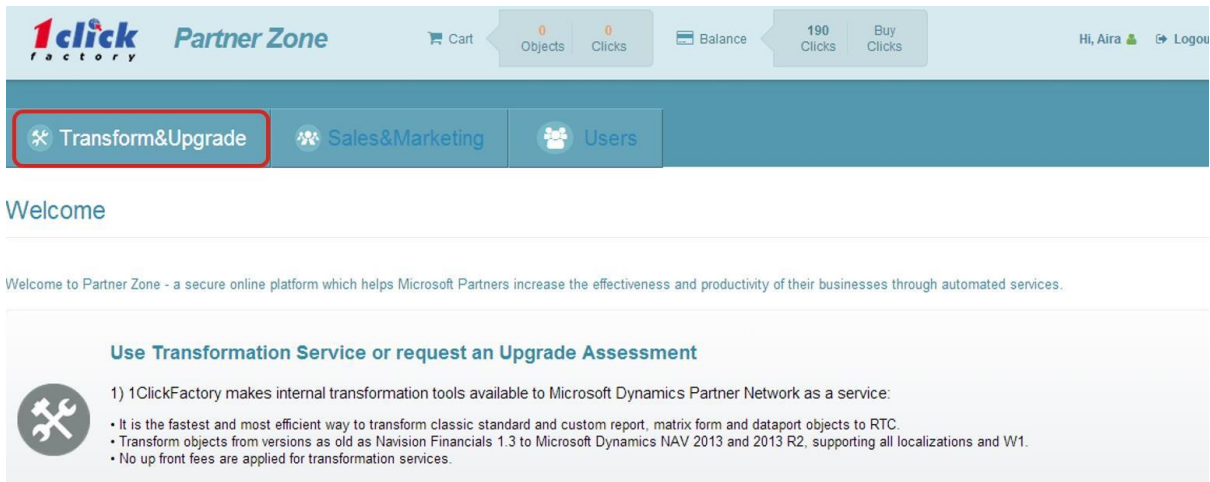 1click
factory
Partner Zone
Cart
0
Objects
0
Clicks
Balance
190
Clicks
Buy
Clicks
Hi, Aira
Logou
Transform&Upgrade
Sales&Marketing
Users
Welcome
Welcome to Partner Zone - a secure online platform which helps Microsoft Partners increase the effectiveness and productivity of their businesses through automated services.
Use Transformation Service or request an Upgrade Assessment
1) 1ClickFactory makes internal transformation tools available to Microsoft Dynamics Partner Network as a service:
• It is the fastest and most efficient way to transform classic standard and custom report, matrix form and dataport objects to RTC.
• Transform objects from versions as old as Navision Financials 1.3 to Microsoft Dynamics NAV 2013 and 2013 R2, supporting all localizations and W1.
• No up front fees are applied for transformation services.